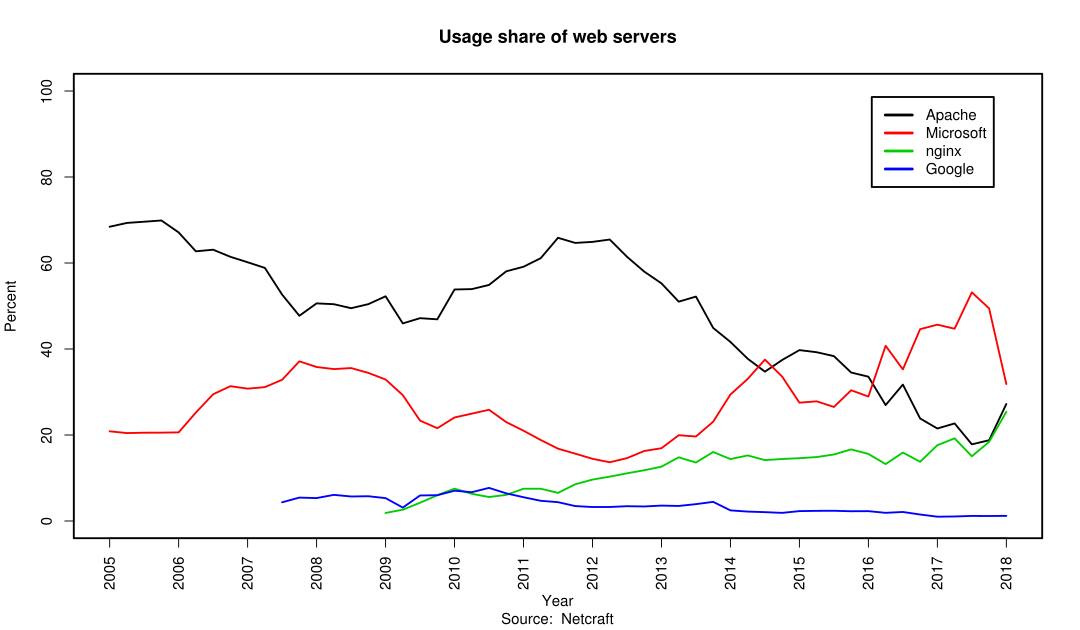 Usage share of web servers
100
80
60
40
20
0
Percent
Apache
Microsoft
nginx
Google
2005 2006 2007 2008 2009 2010 2011 2012 2013 2014 2015 2016 2017 2018
Year
Source: Netcraft